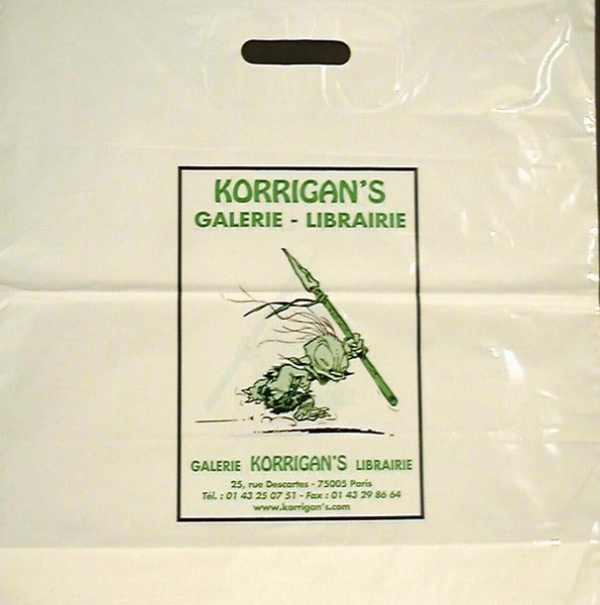 KORRIGAN'S
GALERIE - LIBRAIRIE
GALERIE KORRIGAN'S LIBRAIRIE
25, rue Descartes - 75005 Paris
Tél. : 01 43 25 07 51 - Fax : 01 43 29 86 64
www.korrigan's.com